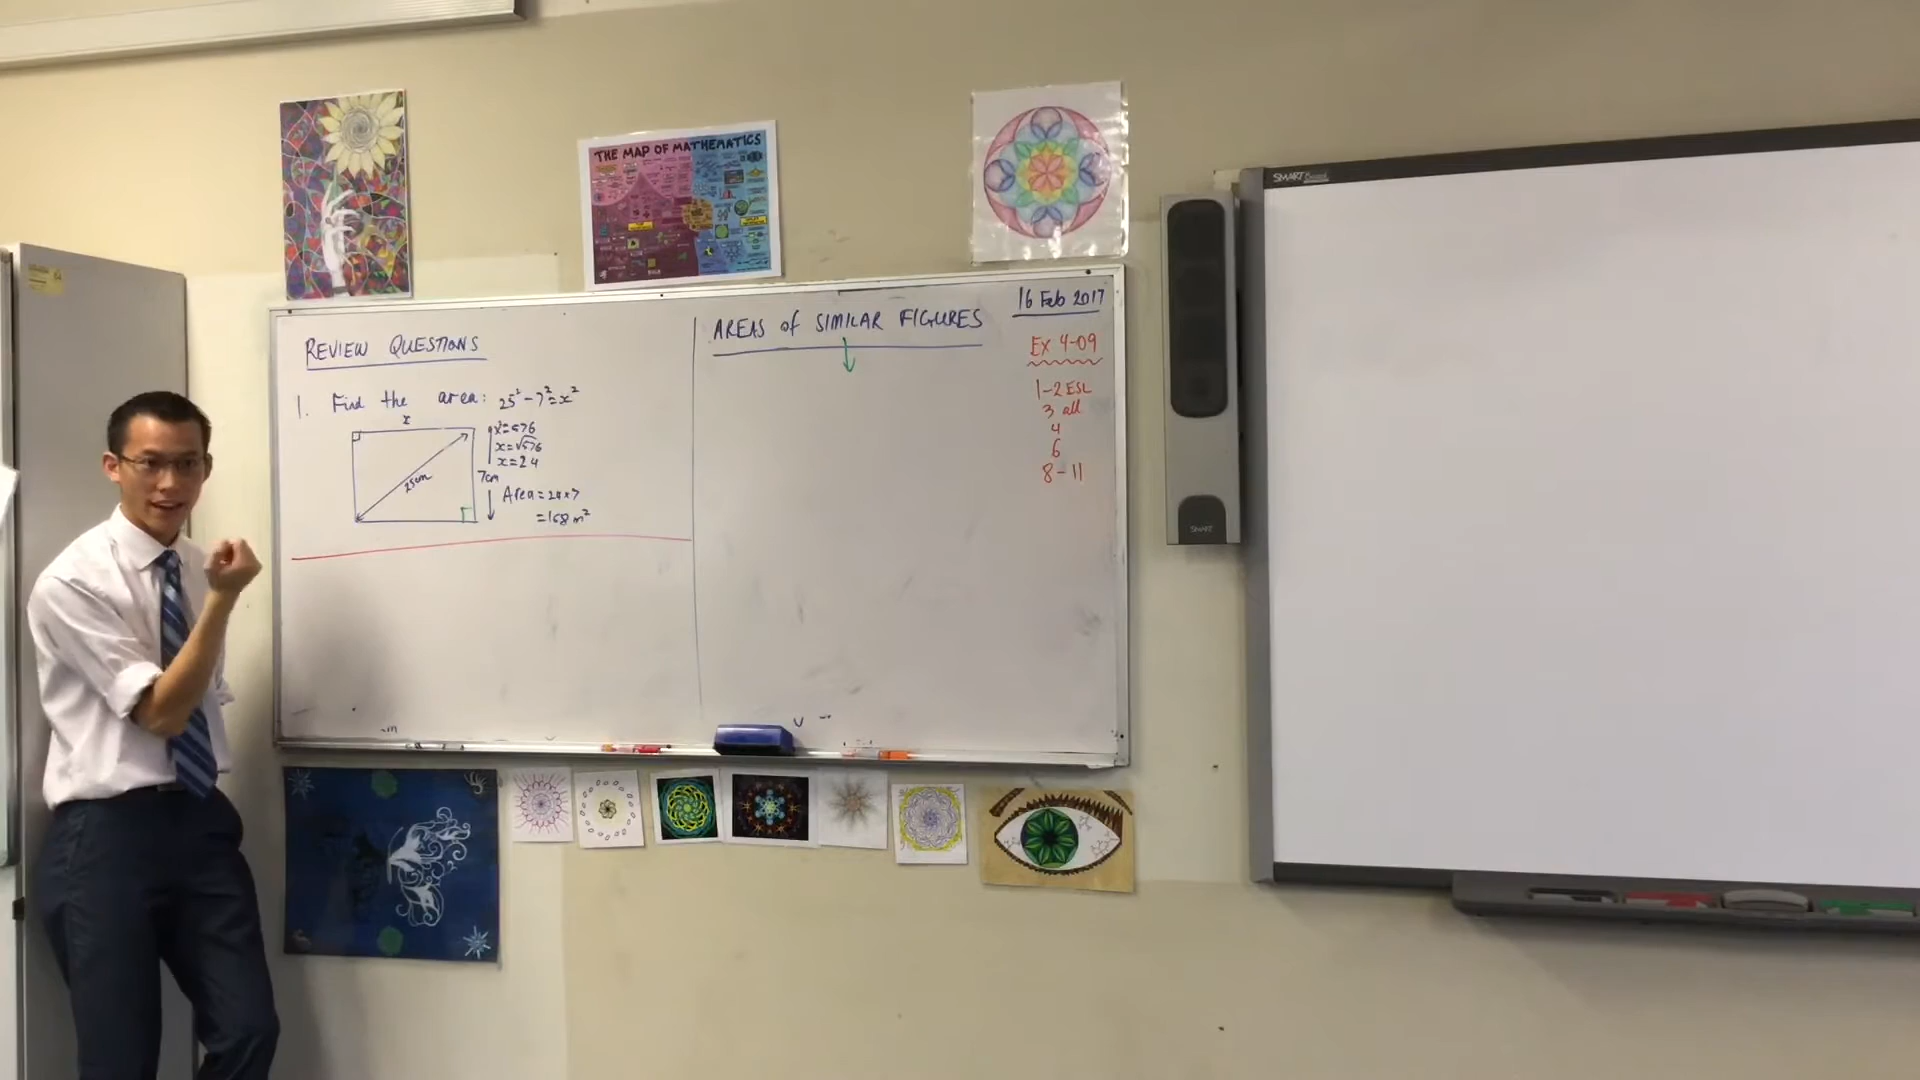 THE MAP OF MATHEMATICS
SMART Board
16 Feb 2017
REVIEW QUESTIONS
1. Find the area: 25² - 7² = x²
x
x² = 576
x = √576
x = 24
25cm
7cm
Area = 24 × 7
= 168 m²
AREAS of SIMILAR FIGURES
Ex 4-09
1-2 ESL
3 all
4
6
8-11
SMART